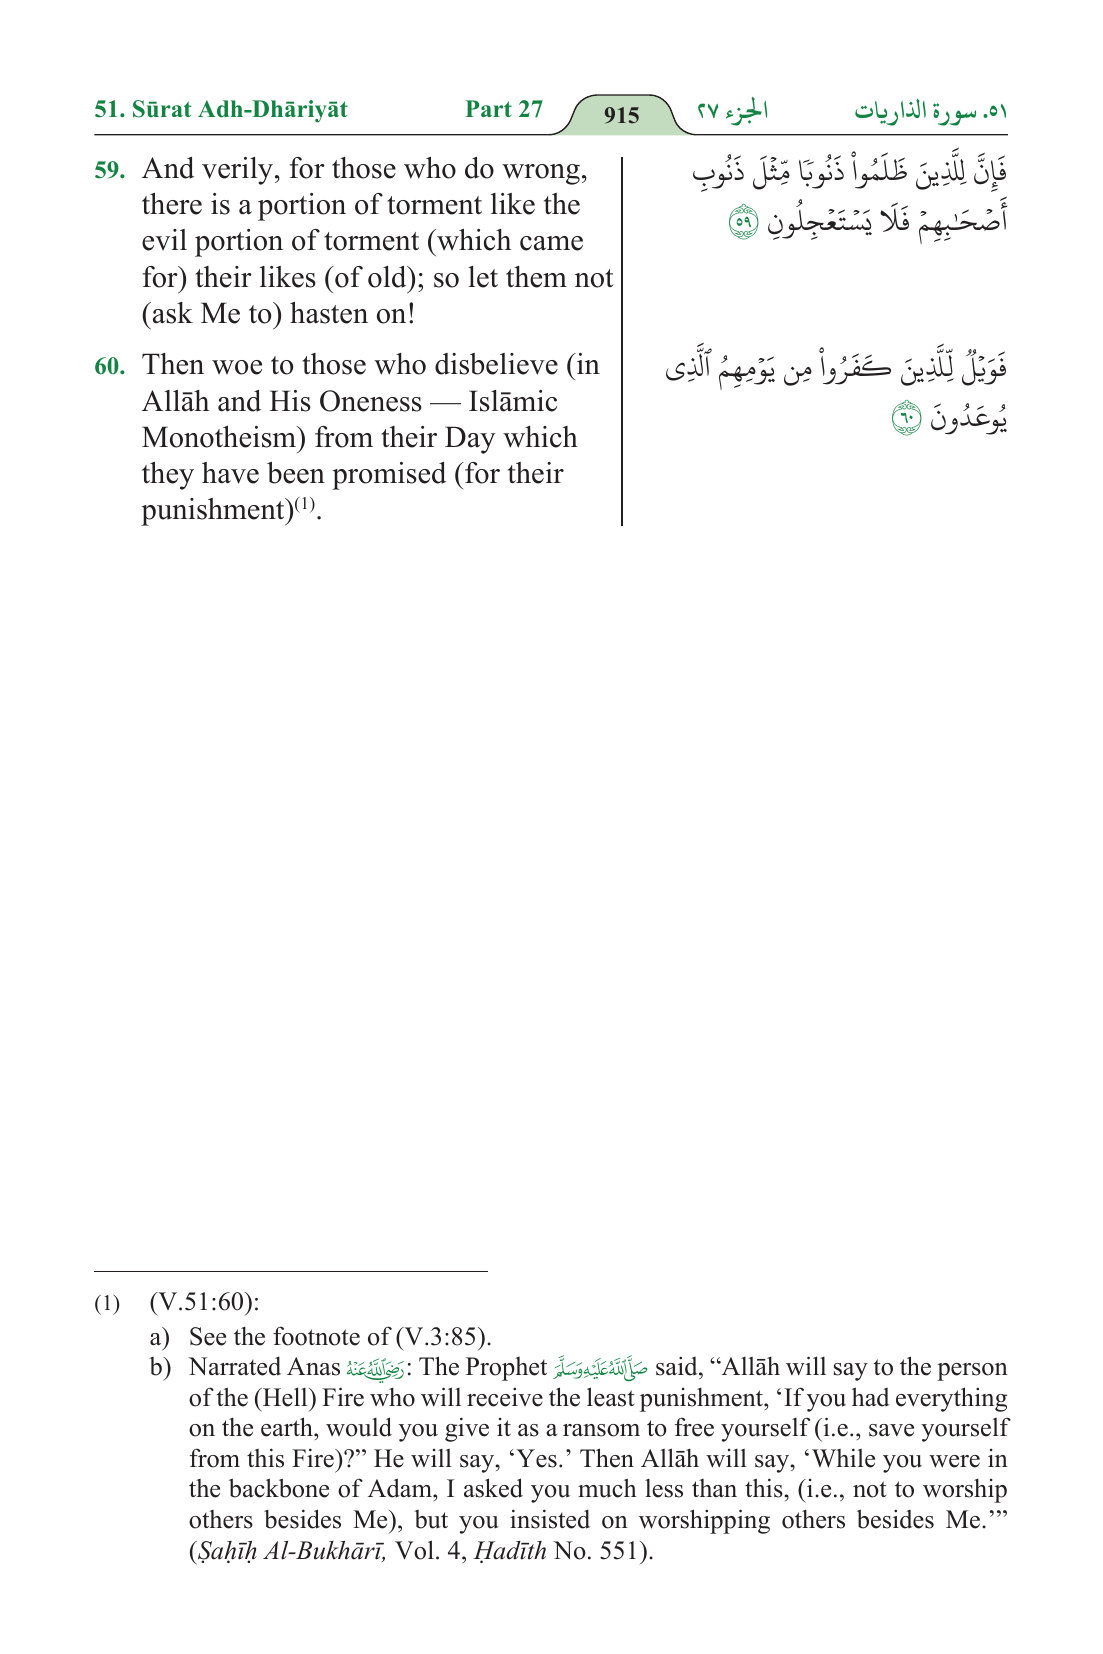 51. Sūrat Adh-Dhāriyāt Part 27 915 الجزء ٢٧ ٥١. سورة الذاريات
59. And verily, for those who do wrong,
there is a portion of torment like the
evil portion of torment (which came
for) their likes (of old); so let them not
(ask Me to) hasten on!
فَإِنَّ لِلَّذِينَ ظَلَمُوا۟ ذَنُوبًا مِّثْلَ ذَنُوبِ
أَصْحَـٰبِهِمْ فَلَا يَسْتَعْجِلُونِ ٥٩
60. Then woe to those who disbelieve (in
Allāh and His Oneness — Islāmic
Monotheism) from their Day which
they have been promised (for their
punishment)(1).
فَوَيْلٌ لِّلَّذِينَ كَفَرُوا۟ مِن يَوْمِهِمُ ٱلَّذِى
يُوعَدُونَ ٦٠
(1) (V.51:60):
a) See the footnote of (V.3:85).
b) Narrated Anas رَضِيَ اللَّهُ عَنْهُ: The Prophet صَلَّى اللَّهُ عَلَيْهِ وَسَلَّمَ said, “Allāh will say to the person
of the (Hell) Fire who will receive the least punishment, ‘If you had everything
on the earth, would you give it as a ransom to free yourself (i.e., save yourself
from this Fire)?” He will say, ‘Yes.’ Then Allāh will say, ‘While you were in
the backbone of Adam, I asked you much less than this, (i.e., not to worship
others besides Me), but you insisted on worshipping others besides Me.’”
(Ṣaḥīḥ Al-Bukhārī, Vol. 4, Ḥadīth No. 551).